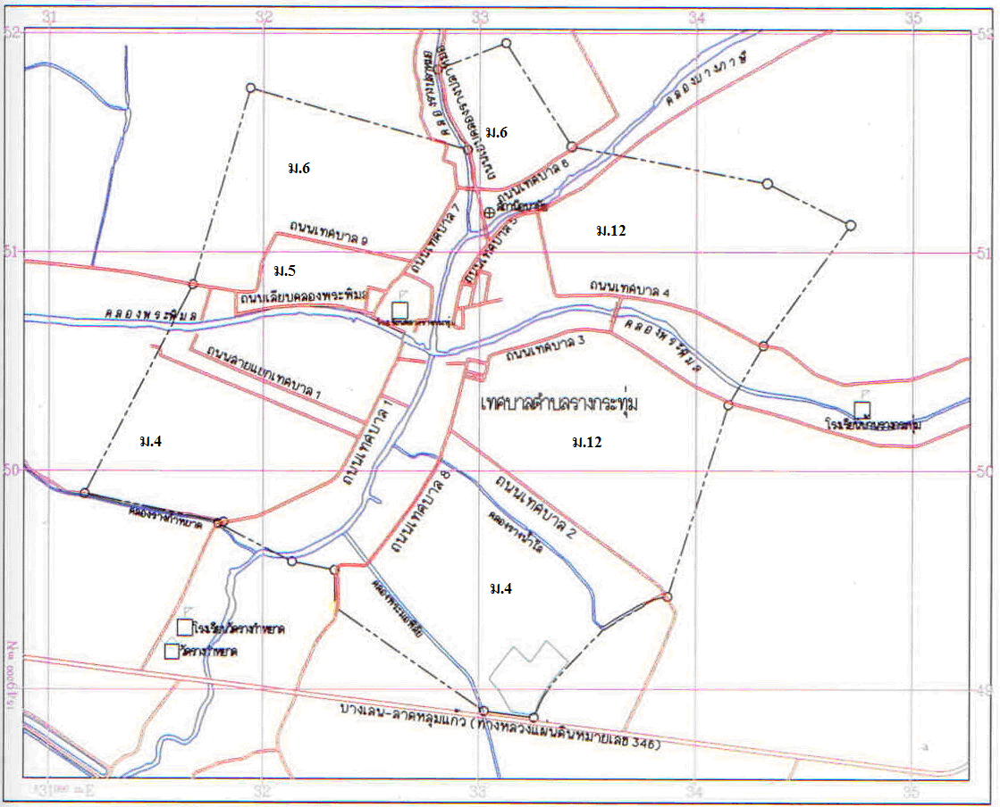 31 32 33 34 35
52 52
คลองบางภาษี
ม.6
ม.6
ถนนเทศบาล 6
สถานีอนามัย
ถนนเทศบาล 7
ถนนเทศบาล 5
ม.12
ถนนเทศบาล 9
51 51
ม.5
ถนนเทศบาล 4
ถนนเลียบคลองพระพิมล
คลองพระพิมล
คลองพระพิมล
ถนนเทศบาล 3
ถนนสายแยกเทศบาล 1
เทศบาลตำบลรางกระทุ่ม
ถนนเทศบาล 1
ม.4
ม.12
50 50
ถนนเทศบาล 8
ถนนเทศบาล 2
คลองรางกำหยาด
ม.4
โรงเรียนวัดรางกำหยาด
วัดรางกำหยาด
49
บางเลน-ลาดหลุมแก้ว (ทางหลวงแผ่นดินหมายเลข 346)
32 33 34 35